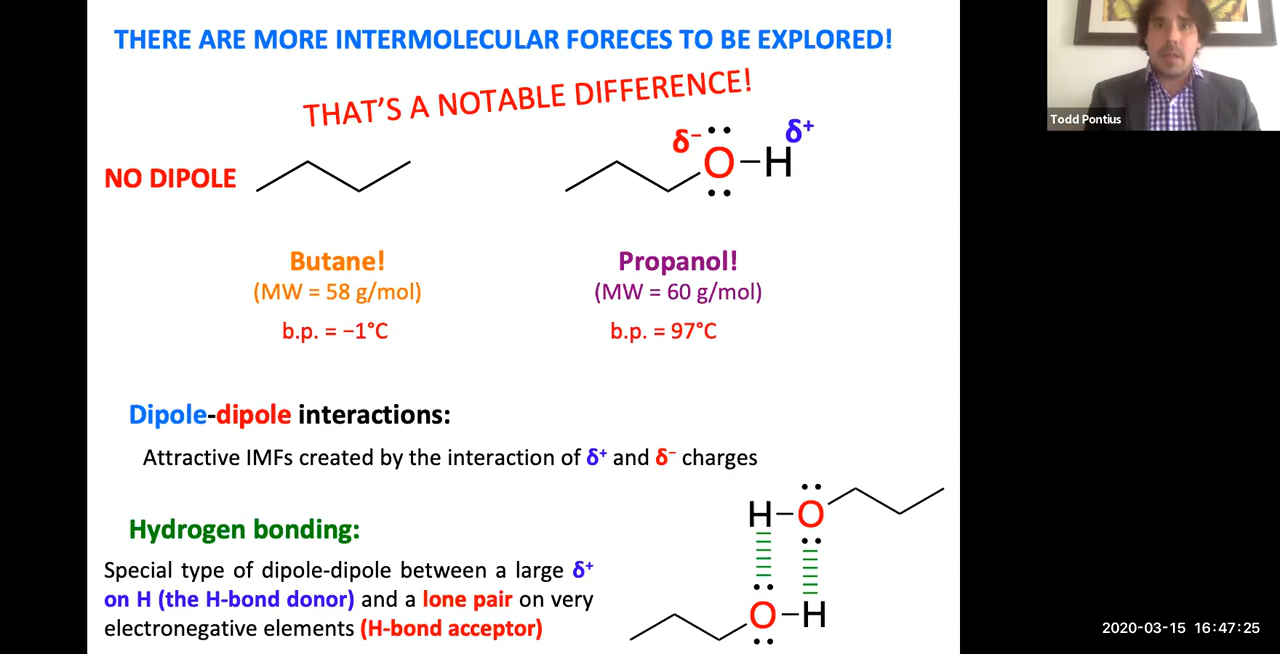 THERE ARE MORE INTERMOLECULAR FORECES TO BE EXPLORED!
THAT'S A NOTABLE DIFFERENCE!
Todd Pontius
δ⁻ δ⁺
NO DIPOLE
O–H
Butane! Propanol!
(MW = 58 g/mol) (MW = 60 g/mol)
b.p. = −1°C b.p. = 97°C
Dipole-dipole interactions:
Attractive IMFs created by the interaction of δ⁺ and δ⁻ charges
H–O
Hydrogen bonding:
Special type of dipole-dipole between a large δ⁺
on H (the H-bond donor) and a lone pair on very
electronegative elements (H-bond acceptor)
O–H
2020-03-15 16:47:25